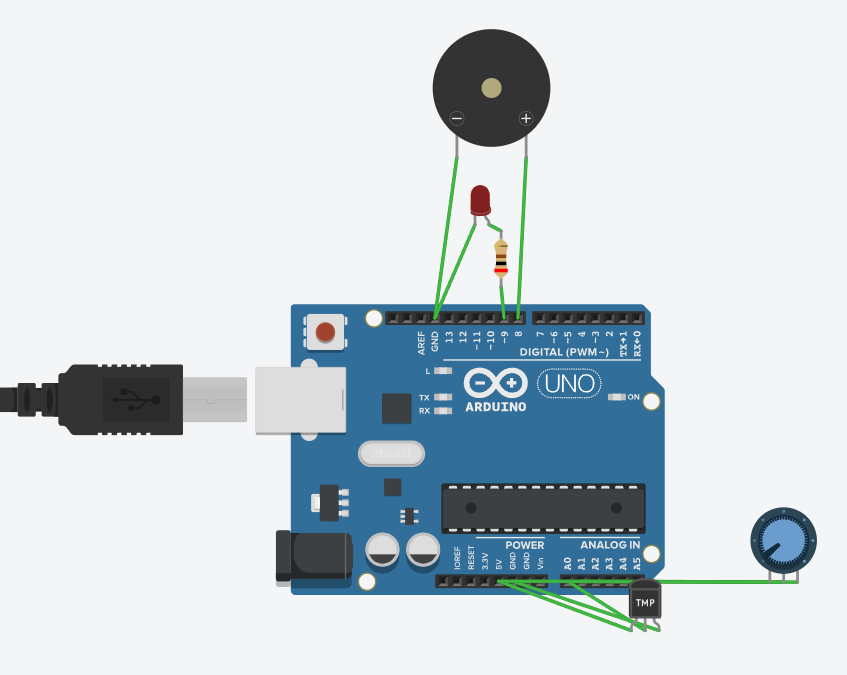 − +
AREF
GND
13
12
~11
~10
~9
8
7
~6
~5
4
~3
2
TX→1
RX←0
DIGITAL (PWM~)
L
TX
RX
− +
UNO
ON
ARDUINO
POWER
ANALOG IN
IOREF
RESET
3.3V
5V
GND
GND
Vin
A0
A1
A2
A3
A4
A5
TMP